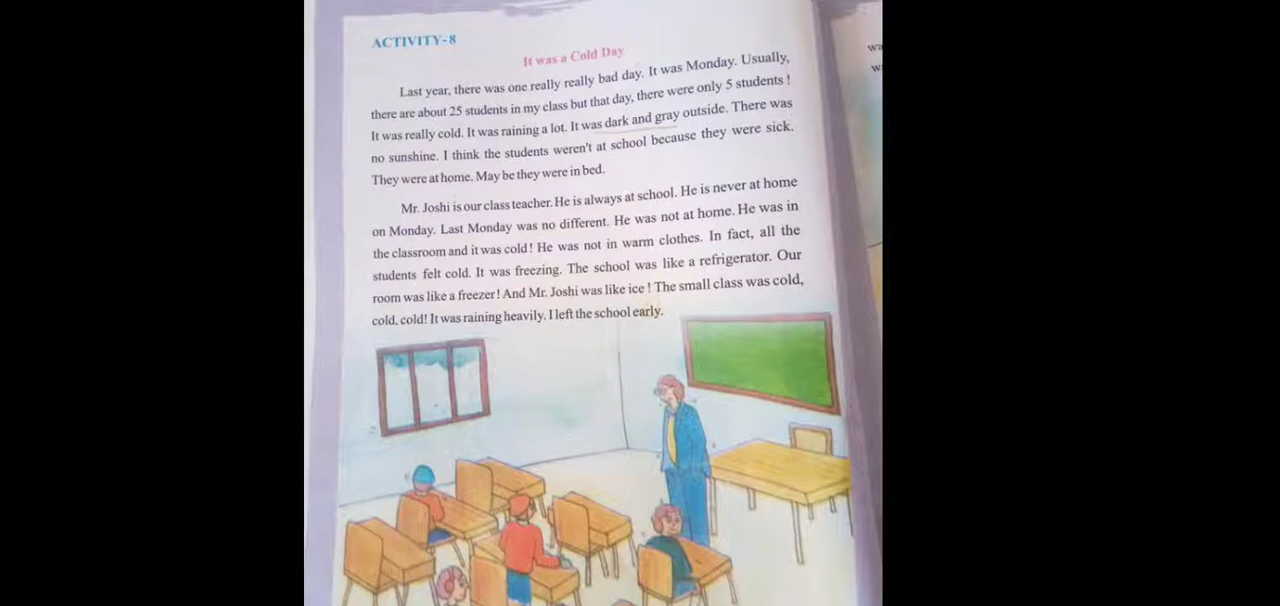 ACTIVITY-8
It was a Cold Day
Last year, there was one really really bad day. It was Monday. Usually,
there are about 25 students in my class but that day, there were only 5 students !
It was really cold. It was raining a lot. It was dark and gray outside. There was
no sunshine. I think the students weren't at school because they were sick.
They were at home. May be they were in bed.
Mr. Joshi is our class teacher. He is always at school. He is never at home
on Monday. Last Monday was no different. He was not at home. He was in
the classroom and it was cold! He was not in warm clothes. In fact, all the
students felt cold. It was freezing. The school was like a refrigerator. Our
room was like a freezer! And Mr. Joshi was like ice ! The small class was cold,
cold, cold! It was raining heavily. I left the school early.